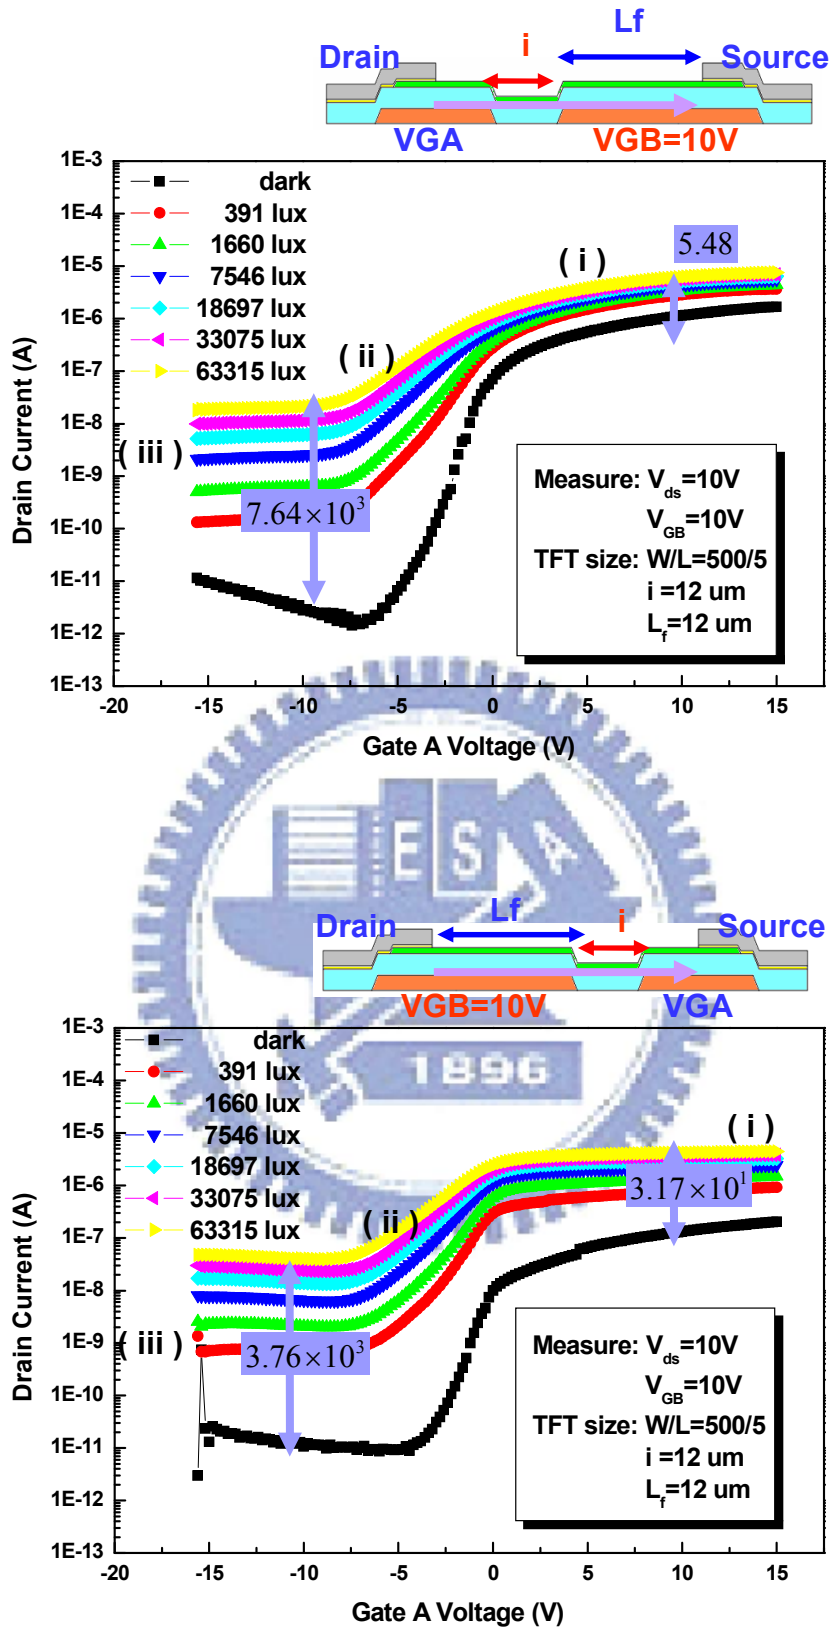 Drain i Lf Source
VGA VGB=10V
1E-3
1E-4
1E-5
1E-6
1E-7
1E-8
1E-9
1E-10
1E-11
1E-12
1E-13
Drain Current (A)
dark
391 lux
1660 lux
7546 lux
18697 lux
33075 lux
63315 lux
( i )
5.48
( ii )
( iii )
7.64×10³
Measure: Vds=10V
VGB=10V
TFT size: W/L=500/5
i =12 um
Lf=12 um
-20 -15 -10 -5 0 5 10 15
Gate A Voltage (V)
E S A
Drain Lf i Source
VGB=10V VGA
1896
1E-3
1E-4
1E-5
1E-6
1E-7
1E-8
1E-9
1E-10
1E-11
1E-12
1E-13
Drain Current (A)
dark
391 lux
1660 lux
7546 lux
18697 lux
33075 lux
63315 lux
( i )
3.17×10¹
( ii )
( iii )
3.76×10³
Measure: Vds=10V
VGB=10V
TFT size: W/L=500/5
i =12 um
Lf=12 um
-20 -15 -10 -5 0 5 10 15
Gate A Voltage (V)